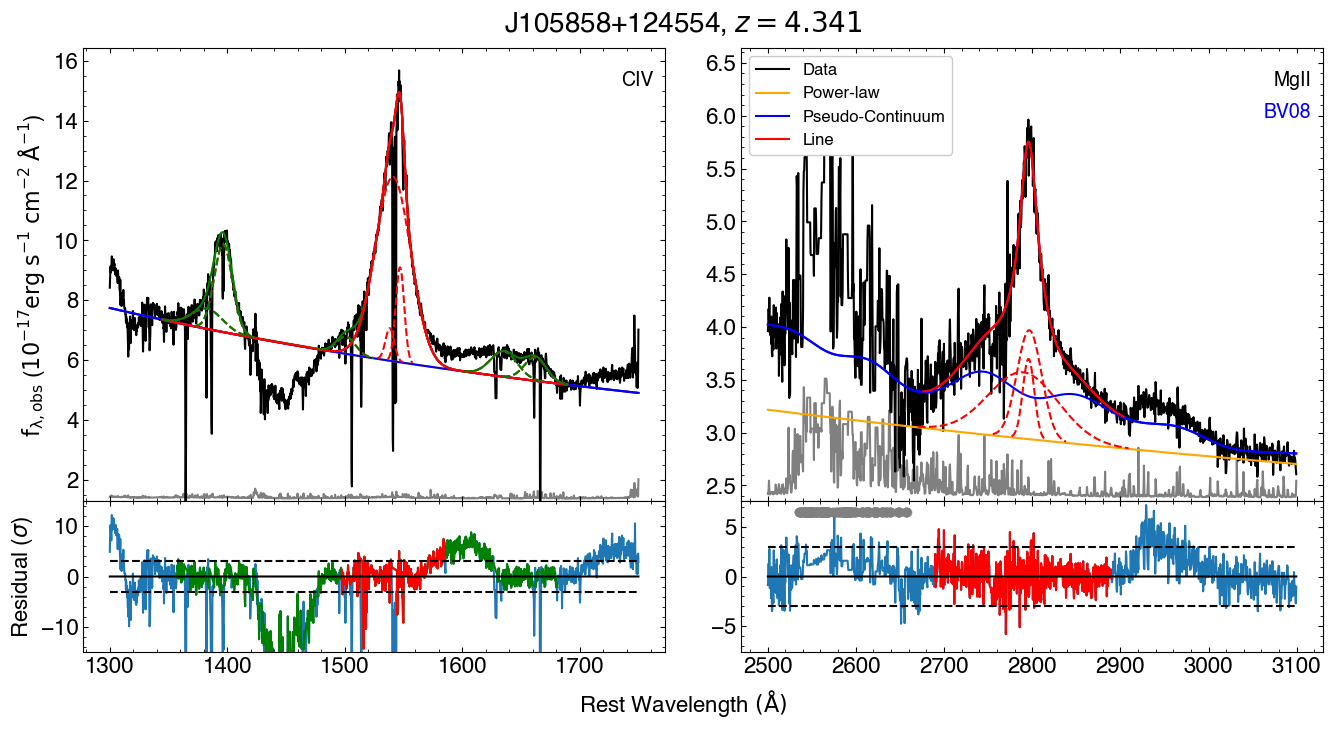 J105858+124554, z = 4.341
CIV
16
14
12
10
8
6
4
2
f_λ,obs (10⁻¹⁷erg s⁻¹ cm⁻² Å⁻¹)
Data
Power-law
Pseudo-Continuum
Line
MgII
BV08
6.5
6.0
5.5
5.0
4.5
4.0
3.5
3.0
2.5
Residual (σ)
10
0
−10
1300 1400 1500 1600 1700
5
0
−5
2500 2600 2700 2800 2900 3000 3100
Rest Wavelength (Å)